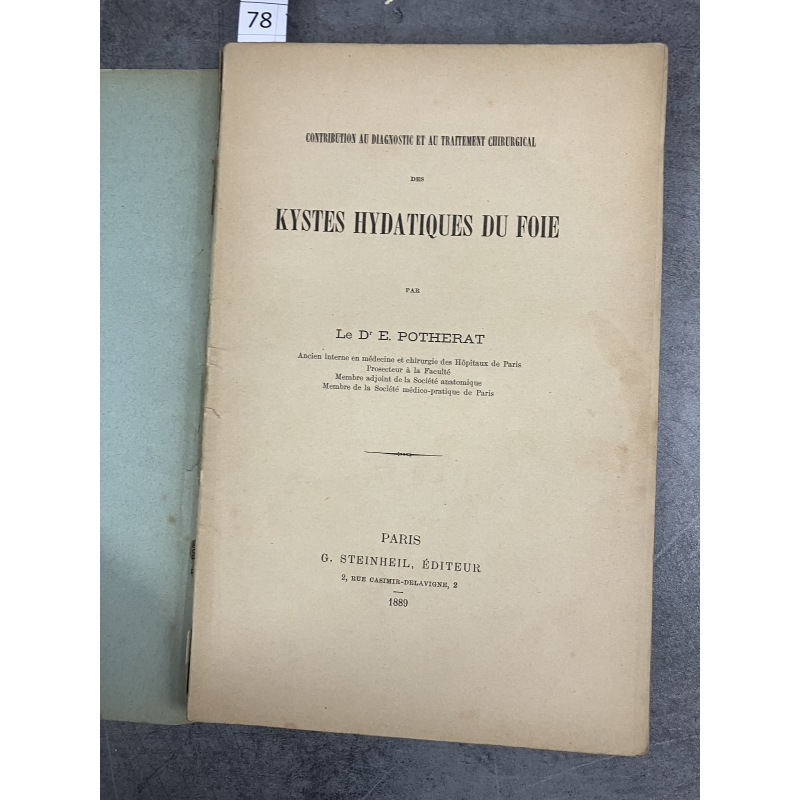 78
CONTRIBUTION AU DIAGNOSTIC ET AU TRAITEMENT CHIRURGICAL
DES
KYSTES HYDATIQUES DU FOIE
PAR
Le Dr E. POTHERAT
Ancien interne en médecine et chirurgie des Hôpitaux de Paris
Prosecteur à la Faculté
Membre adjoint de la Société anatomique
Membre de la Société médico-pratique de Paris
PARIS
G. STEINHEIL, ÉDITEUR
2, RUE CASIMIR-DELAVIGNE, 2
1889